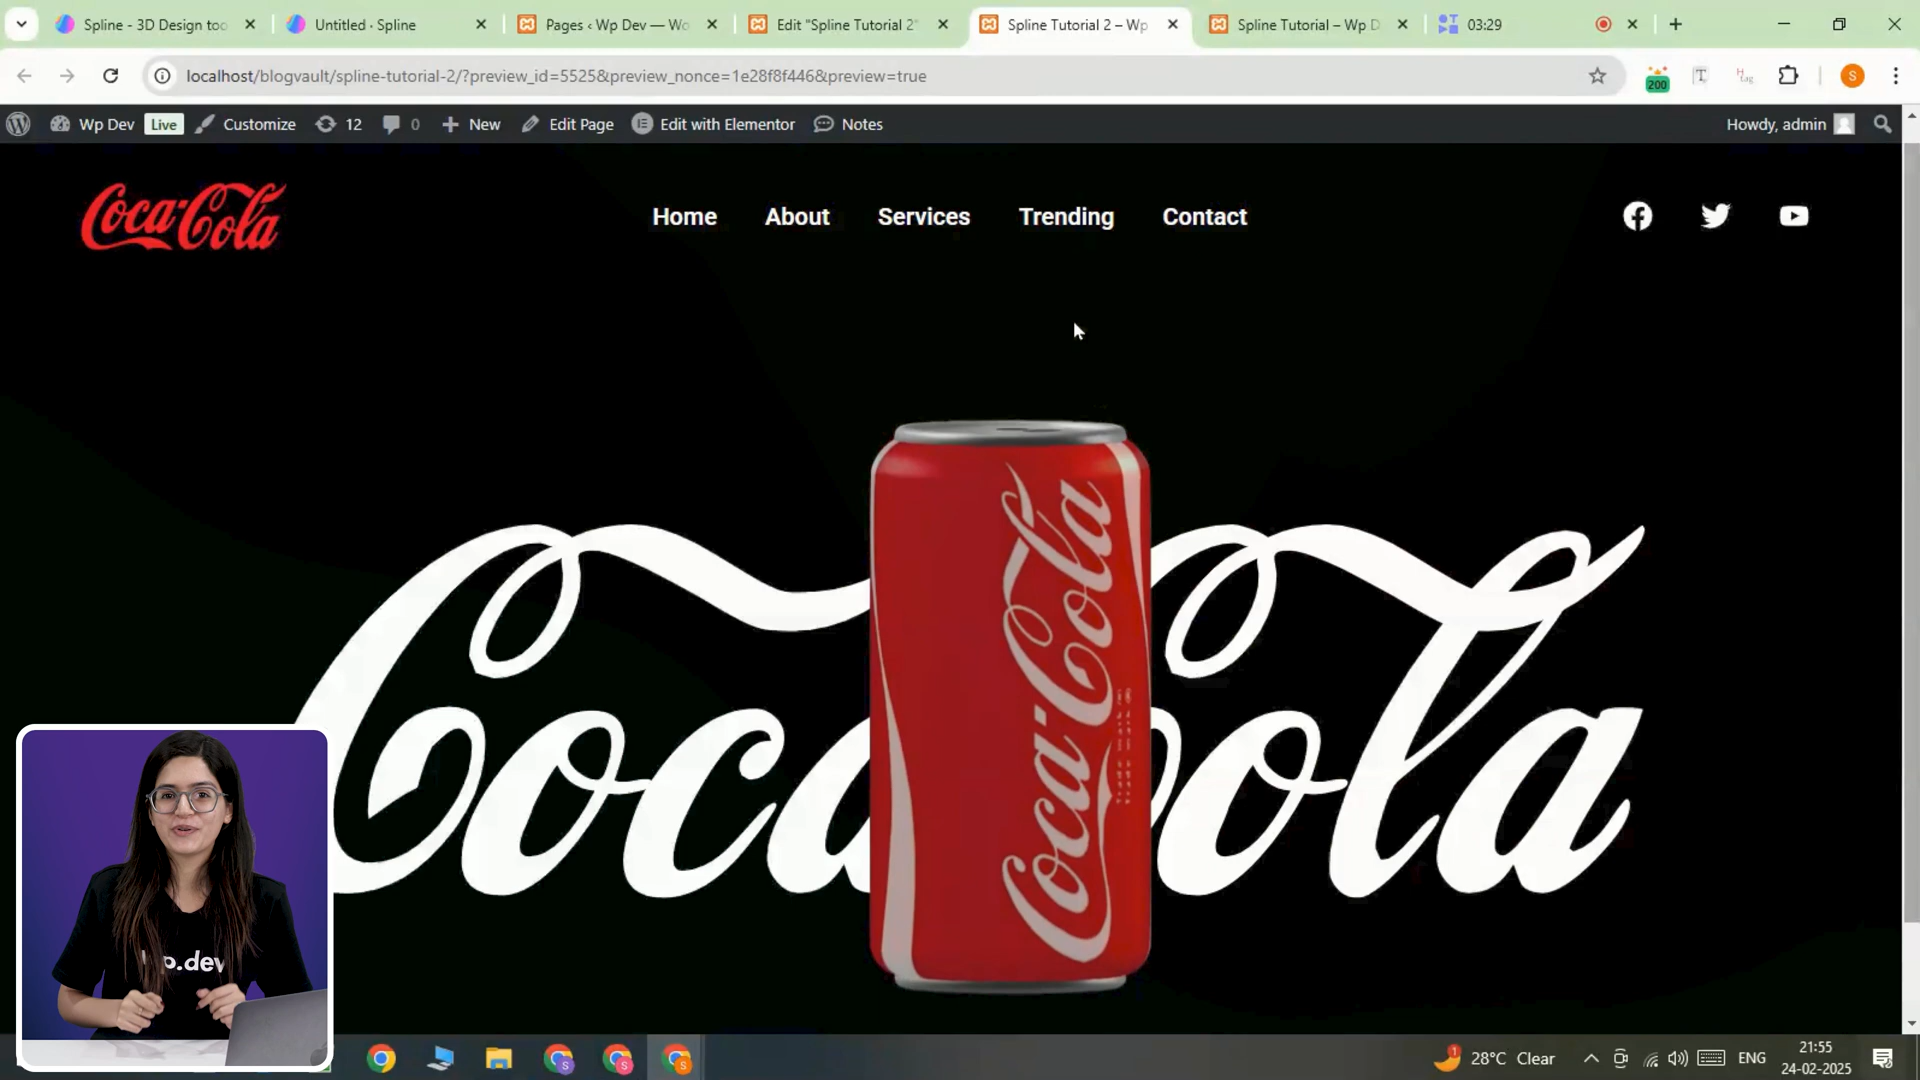 Spline - 3D Design too
Untitled · Spline
Pages ‹ Wp Dev — Wo
Edit "Spline Tutorial 2"
Spline Tutorial 2 – Wp
Spline Tutorial – Wp D
03:29
localhost/blogvault/spline-tutorial-2/?preview_id=5525&preview_nonce=1e28f8f446&preview=true
200
T
H
tag
S
Wp Dev
Live
Customize
12
0
New
Edit Page
Edit with Elementor
Notes
Howdy, admin
Coca-Cola
Home
About
Services
Trending
Contact
Coca Cola
Coca-Cola
p.dev
S
S
S
1
28°C Clear
ENG
21:55
24-02-2025